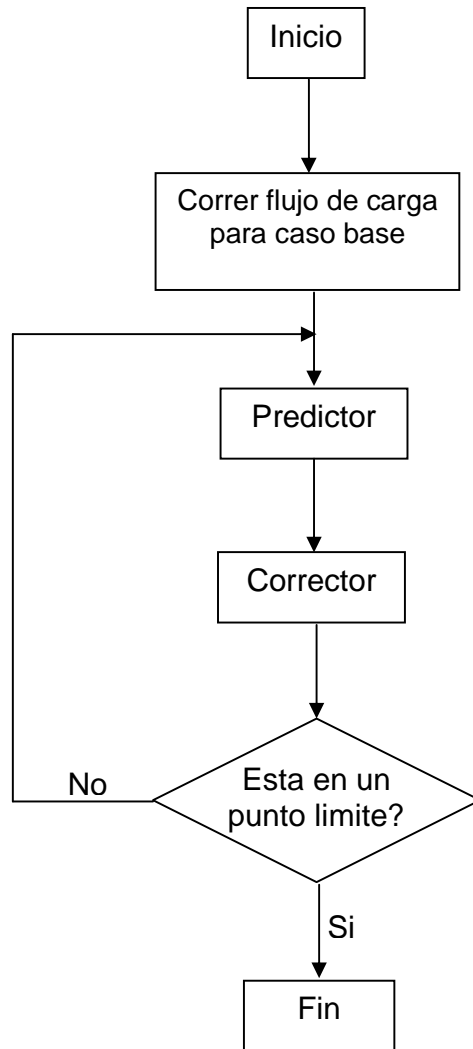 Inicio
Correr flujo de carga
para caso base
Predictor
Corrector
Esta en un
punto limite?
No
Si
Fin